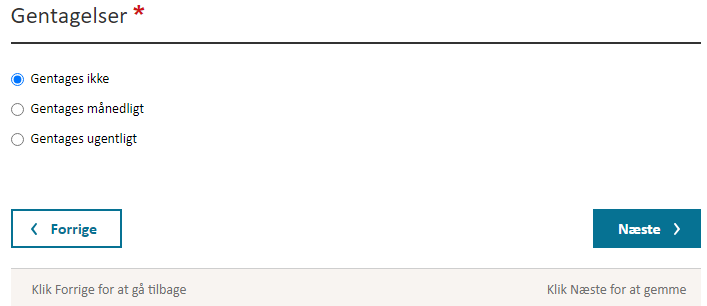 Gentagelser *
Gentages ikke
Gentages månedligt
Gentages ugentligt
Forrige
Næste
Klik Forrige for at gå tilbage
Klik Næste for at gemme